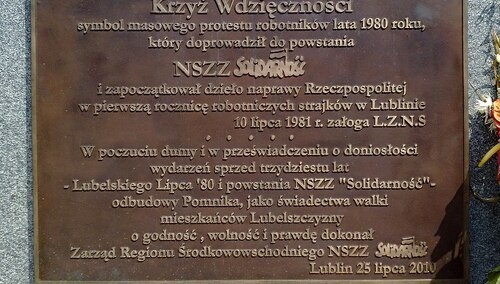 Krzyż Wdzięczności
symbol masowego protestu robotników lata 1980 roku,
który doprowadził do powstania
NSZZ Solidarność
i zapoczątkował dzieło naprawy Rzeczpospolitej
w pierwszą rocznicę robotniczych strajków w Lublinie
10 lipca 1981 r. załoga L.Z.N.S
* * * * *
W poczuciu dumy i w przeświadczeniu o doniosłości
wydarzeń sprzed trzydziestu lat
- Lubelskiego Lipca '80 i powstania NSZZ "Solidarność"-
odbudowy Pomnika, jako świadectwa walki
mieszkańców Lubelszczyzny
o godność , wolność i prawdę dokonał
Zarząd Regionu Środkowowschodniego NSZZ Solidarność
Lublin 25 lipca 2010